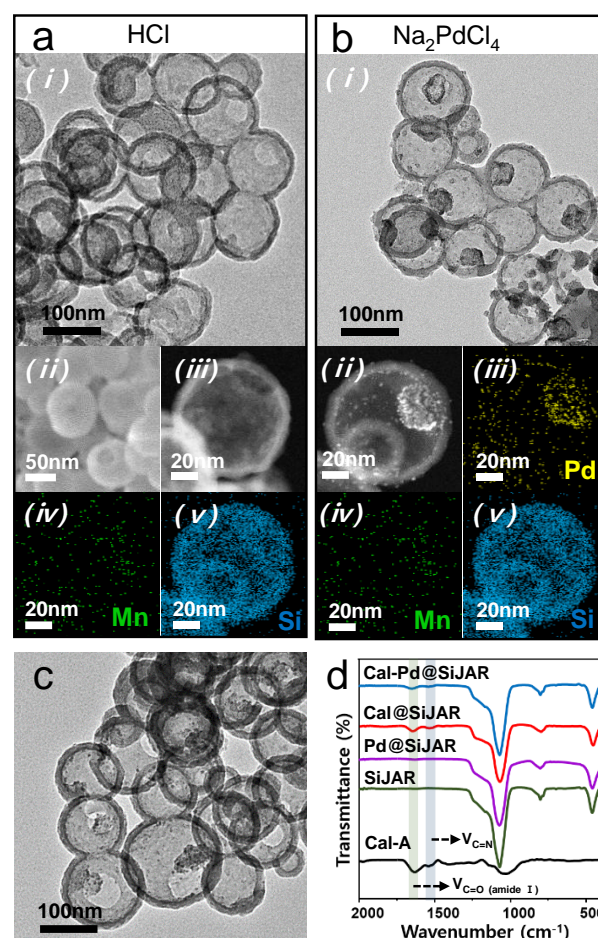 a
HCl
(i)
100nm
(ii)
50nm
(iii)
20nm
(iv)
20nm
Mn
(v)
20nm
Si
b
Na₂PdCl₄
(i)
100nm
(ii)
20nm
(iii)
20nm
Pd
(iv)
20nm
Mn
(v)
20nm
Si
c
100nm
d
Cal-Pd@SiJAR
Cal@SiJAR
Pd@SiJAR
SiJAR
Cal-A
V C=N
V C=O (amide I)
Transmittance (%)
2000 1500 1000 500
Wavenumber (cm⁻¹)